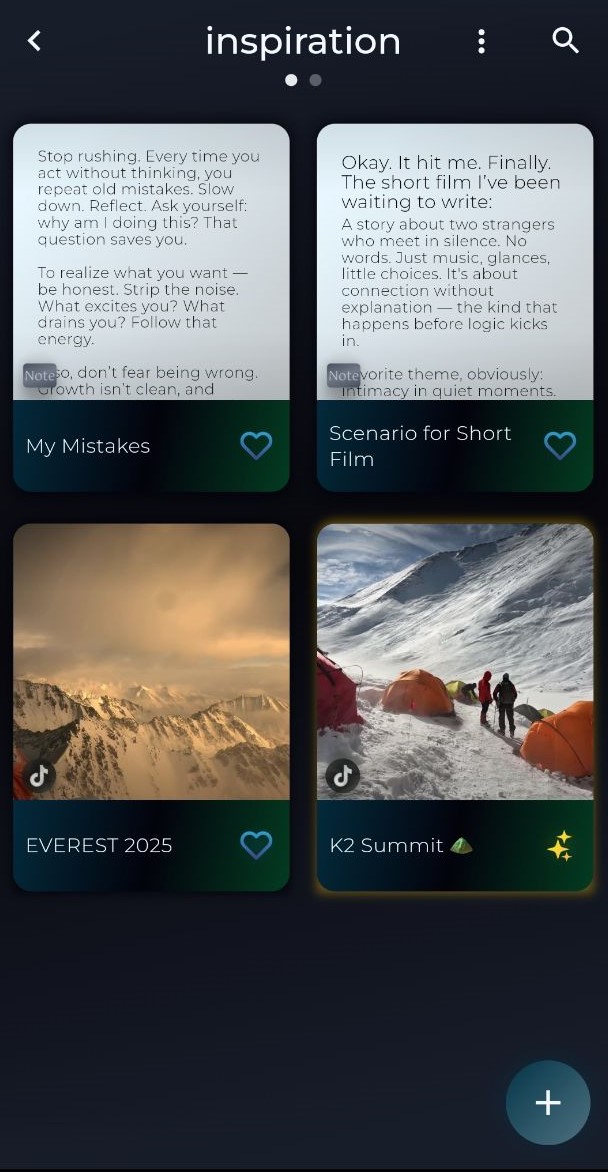 inspiration
Stop rushing. Every time you
act without thinking, you
repeat old mistakes. Slow
down. Reflect. Ask yourself:
why am I doing this? That
question saves you.
To realize what you want —
be honest. Strip the noise.
What excites you? What
drains you? Follow that
energy.
so, don't fear being wrong.
Growth isn't clean, and
Note
My Mistakes
Okay. It hit me. Finally.
The short film I've been
waiting to write:
A story about two strangers
who meet in silence. No
words. Just music, glances,
little choices. It's about
connection without
explanation — the kind that
happens before logic kicks
in.
vorite theme, obviously:
intimacy in quiet moments.
Note
Scenario for Short
Film
EVEREST 2025
K2 Summit